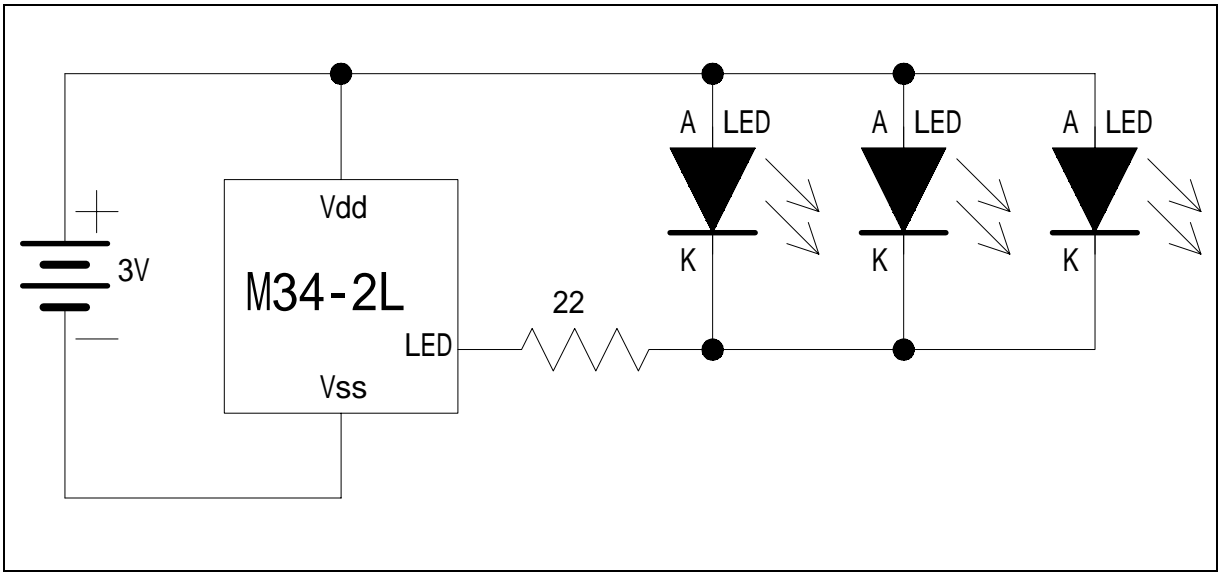 A LED
A LED
A LED
+
Vdd
3V
M34-2L
K
K
K
22
LED
Vss